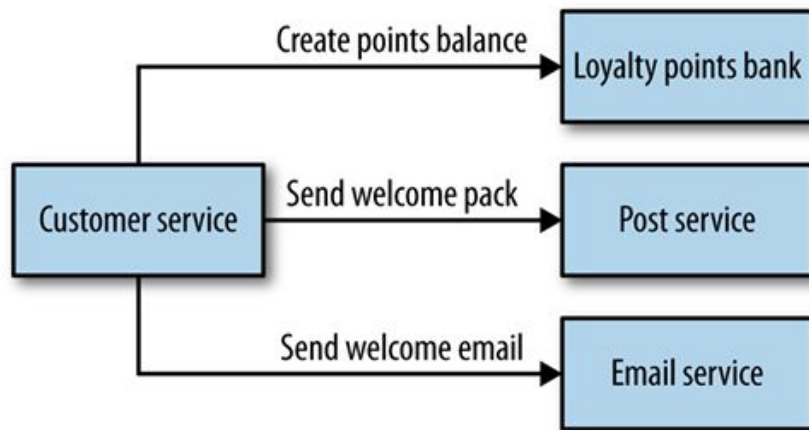 Create points balance
Loyalty points bank
Customer service
Send welcome pack
Post service
Send welcome email
Email service